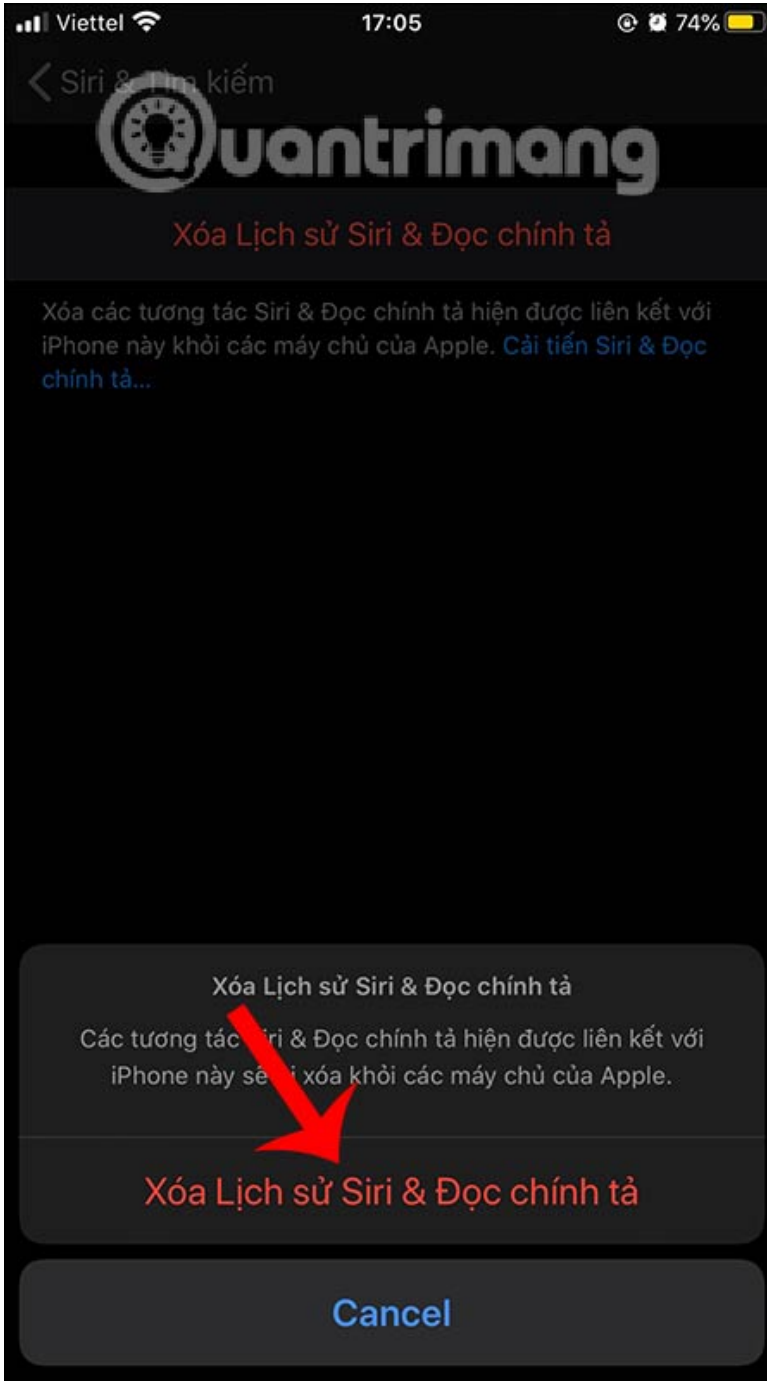 Viettel 17:05 74%
Siri & Tìm kiếm
Quantrimang
Xóa Lịch sử Siri & Đọc chính tả
Xóa các tương tác Siri & Đọc chính tả hiện được liên kết với
iPhone này khỏi các máy chủ của Apple. Cải tiến Siri & Đọc
chính tả...
Xóa Lịch sử Siri & Đọc chính tả
Các tương tác Siri & Đọc chính tả hiện được liên kết với
iPhone này sẽ bị xóa khỏi các máy chủ của Apple.
Xóa Lịch sử Siri & Đọc chính tả
Cancel